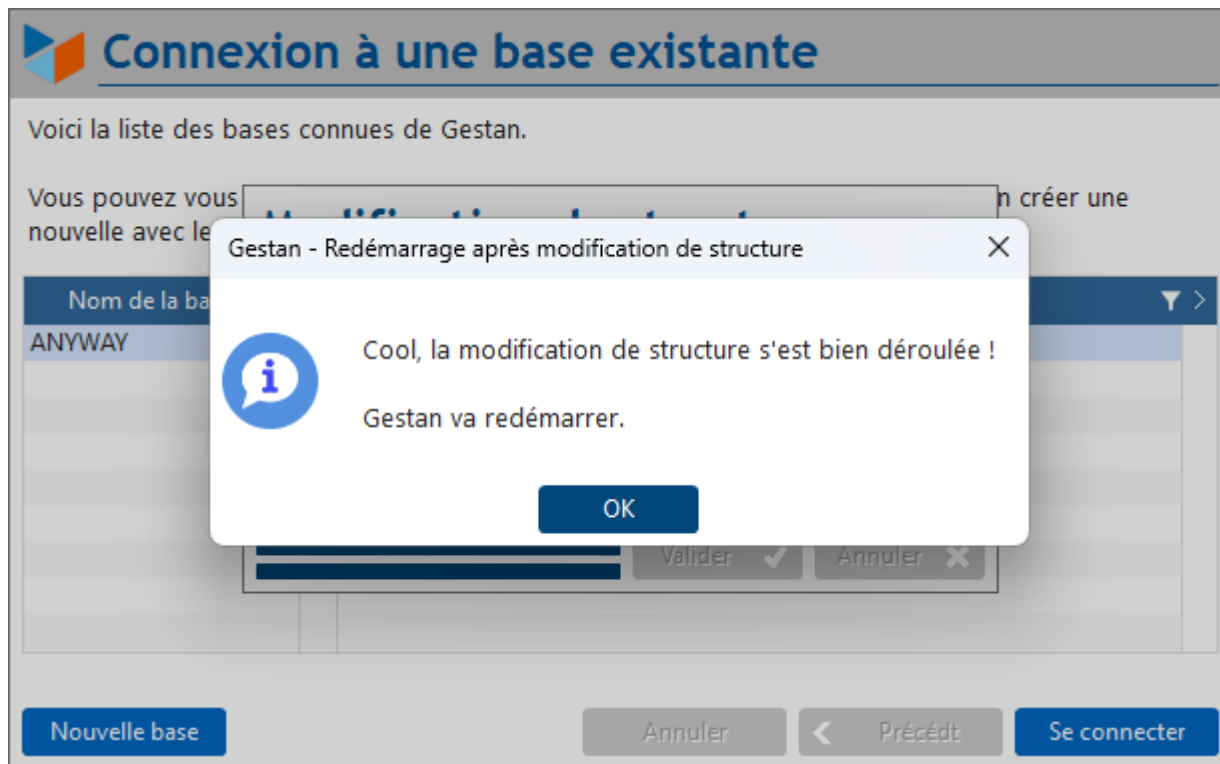 Connexion à une base existante
Voici la liste des bases connues de Gestan.
Vous pouvez vous
n créer une
nouvelle avec le
Gestan - Redémarrage après modification de structure
Nom de la ba
ANYWAY
Cool, la modification de structure s'est bien déroulée !
Gestan va redémarrer.
OK
Valider
Annuler
Nouvelle base
Annuler
Précédt
Se connecter